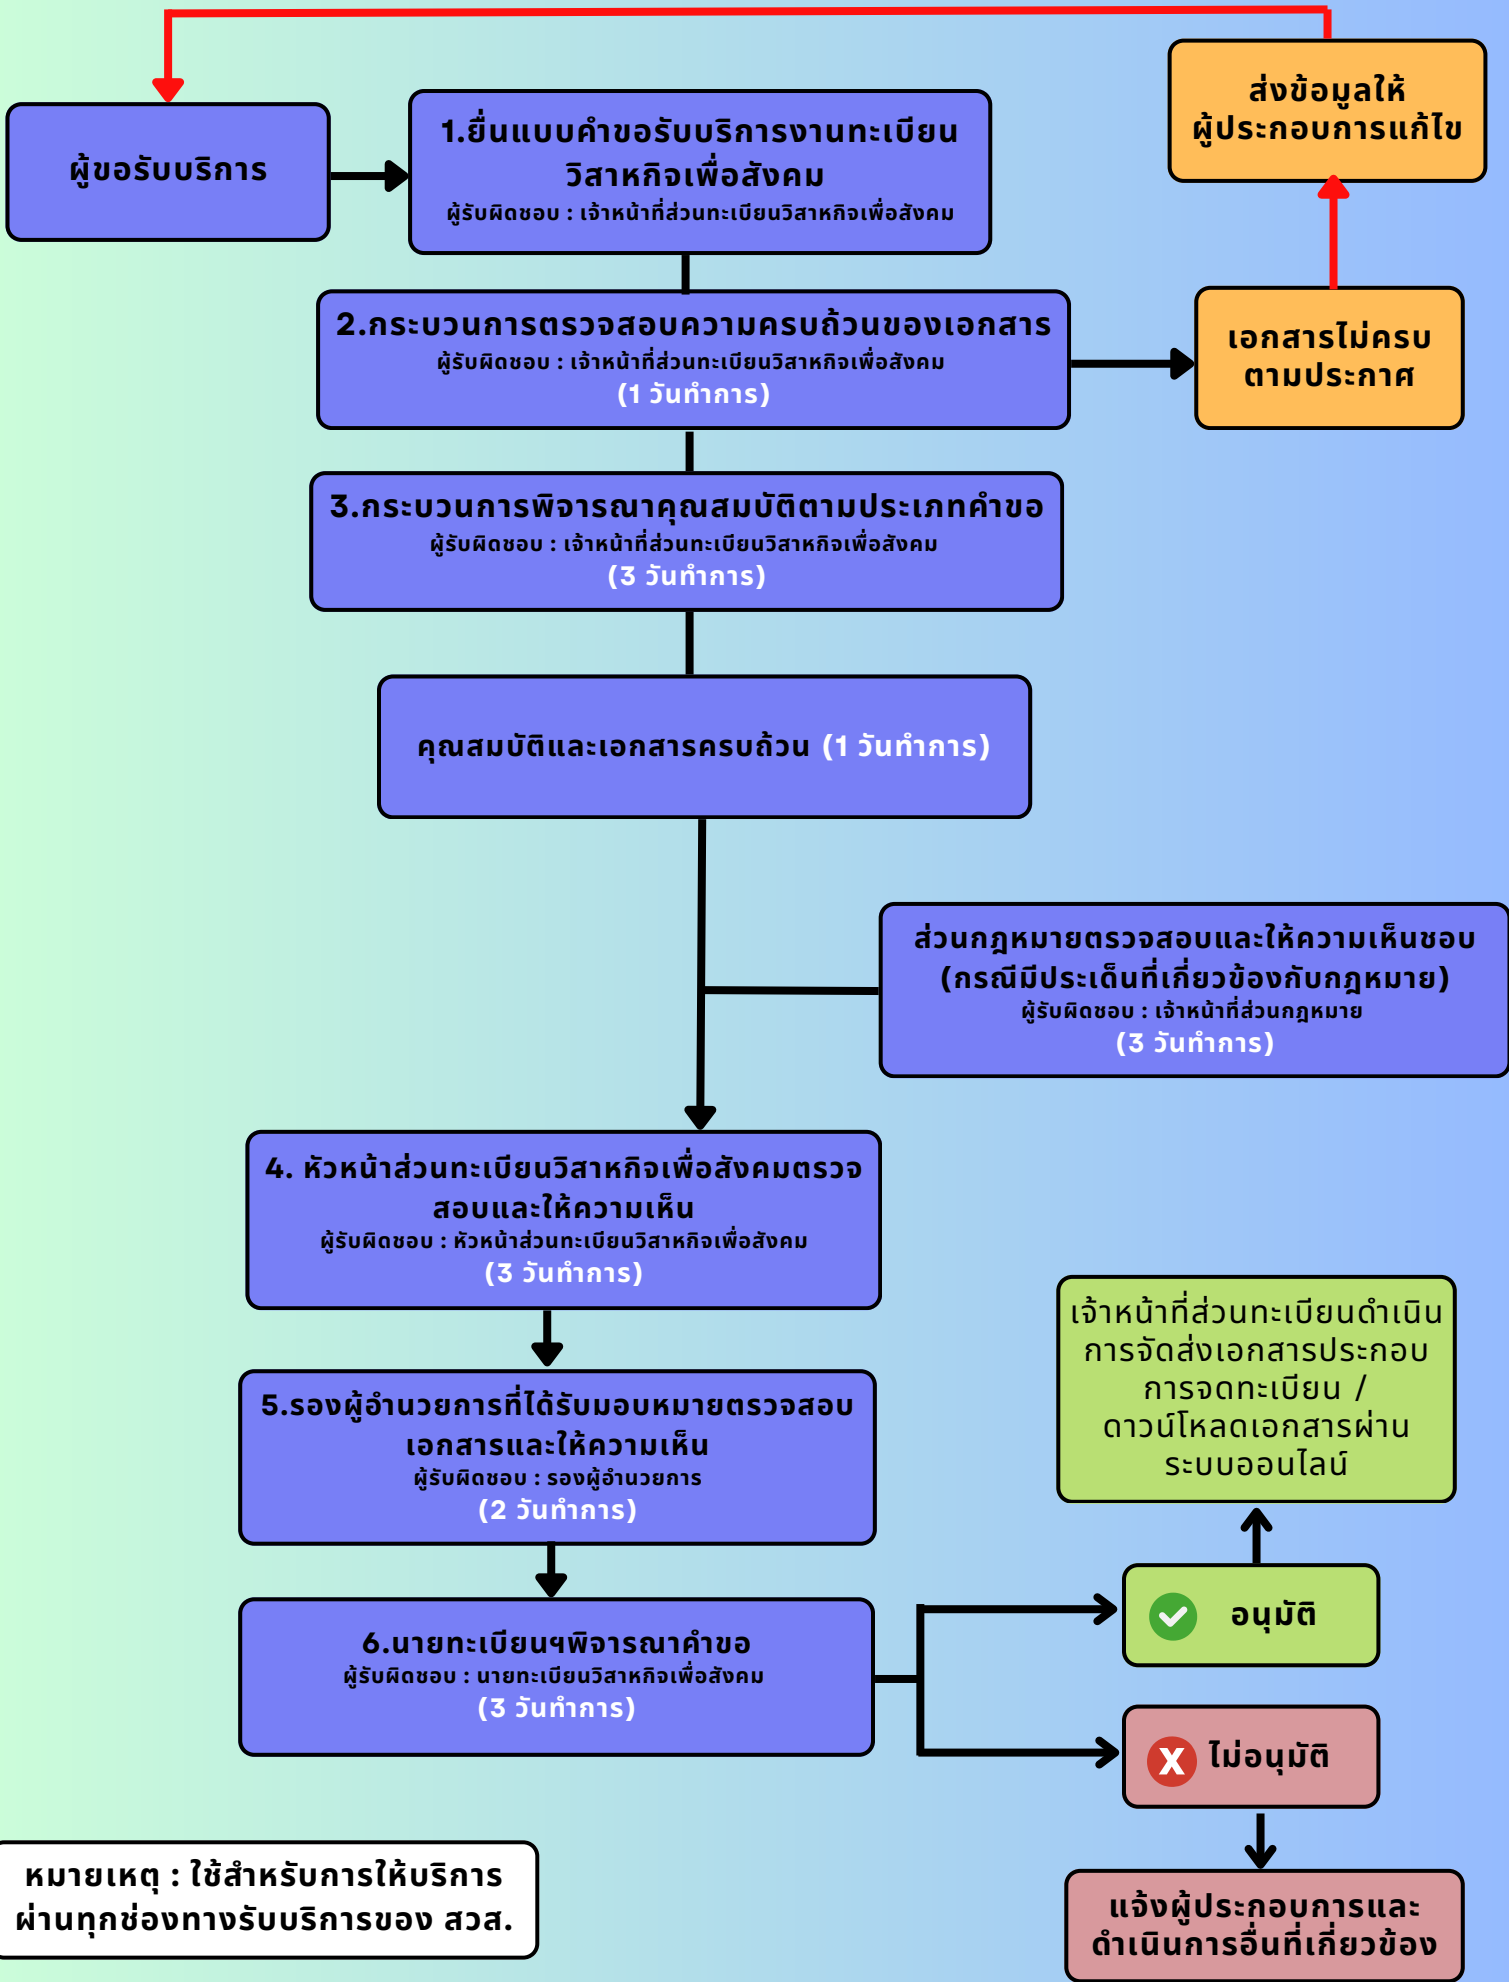 ผู้ขอรับบริการ
1.ยื่นแบบคำขอรับบริการงานทะเบียน
วิสาหกิจเพื่อสังคม
ผู้รับผิดชอบ : เจ้าหน้าที่ส่วนทะเบียนวิสาหกิจเพื่อสังคม
ส่งข้อมูลให้
ผู้ประกอบการแก้ไข
2.กระบวนการตรวจสอบความครบถ้วนของเอกสาร
ผู้รับผิดชอบ : เจ้าหน้าที่ส่วนทะเบียนวิสาหกิจเพื่อสังคม
(1 วันทำการ)
เอกสารไม่ครบ
ตามประกาศ
3.กระบวนการพิจารณาคุณสมบัติตามประเภทคำขอ
ผู้รับผิดชอบ : เจ้าหน้าที่ส่วนทะเบียนวิสาหกิจเพื่อสังคม
(3 วันทำการ)
คุณสมบัติและเอกสารครบถ้วน (1 วันทำการ)
ส่วนกฎหมายตรวจสอบและให้ความเห็นชอบ
(กรณีมีประเด็นที่เกี่ยวข้องกับกฎหมาย)
ผู้รับผิดชอบ : เจ้าหน้าที่ส่วนกฎหมาย
(3 วันทำการ)
4. หัวหน้าส่วนทะเบียนวิสาหกิจเพื่อสังคมตรวจ
สอบและให้ความเห็น
ผู้รับผิดชอบ : หัวหน้าส่วนทะเบียนวิสาหกิจเพื่อสังคม
(3 วันทำการ)
5.รองผู้อำนวยการที่ได้รับมอบหมายตรวจสอบ
เอกสารและให้ความเห็น
ผู้รับผิดชอบ : รองผู้อำนวยการ
(2 วันทำการ)
6.นายทะเบียนฯพิจารณาคำขอ
ผู้รับผิดชอบ : นายทะเบียนวิสาหกิจเพื่อสังคม
(3 วันทำการ)
เจ้าหน้าที่ส่วนทะเบียนดำเนิน
การจัดส่งเอกสารประกอบ
การจดทะเบียน /
ดาวน์โหลดเอกสารผ่าน
ระบบออนไลน์
อนุมัติ
ไม่อนุมัติ
แจ้งผู้ประกอบการและ
ดำเนินการอื่นที่เกี่ยวข้อง
หมายเหตุ : ใช้สำหรับการให้บริการ
ผ่านทุกช่องทางรับบริการของ สวส.